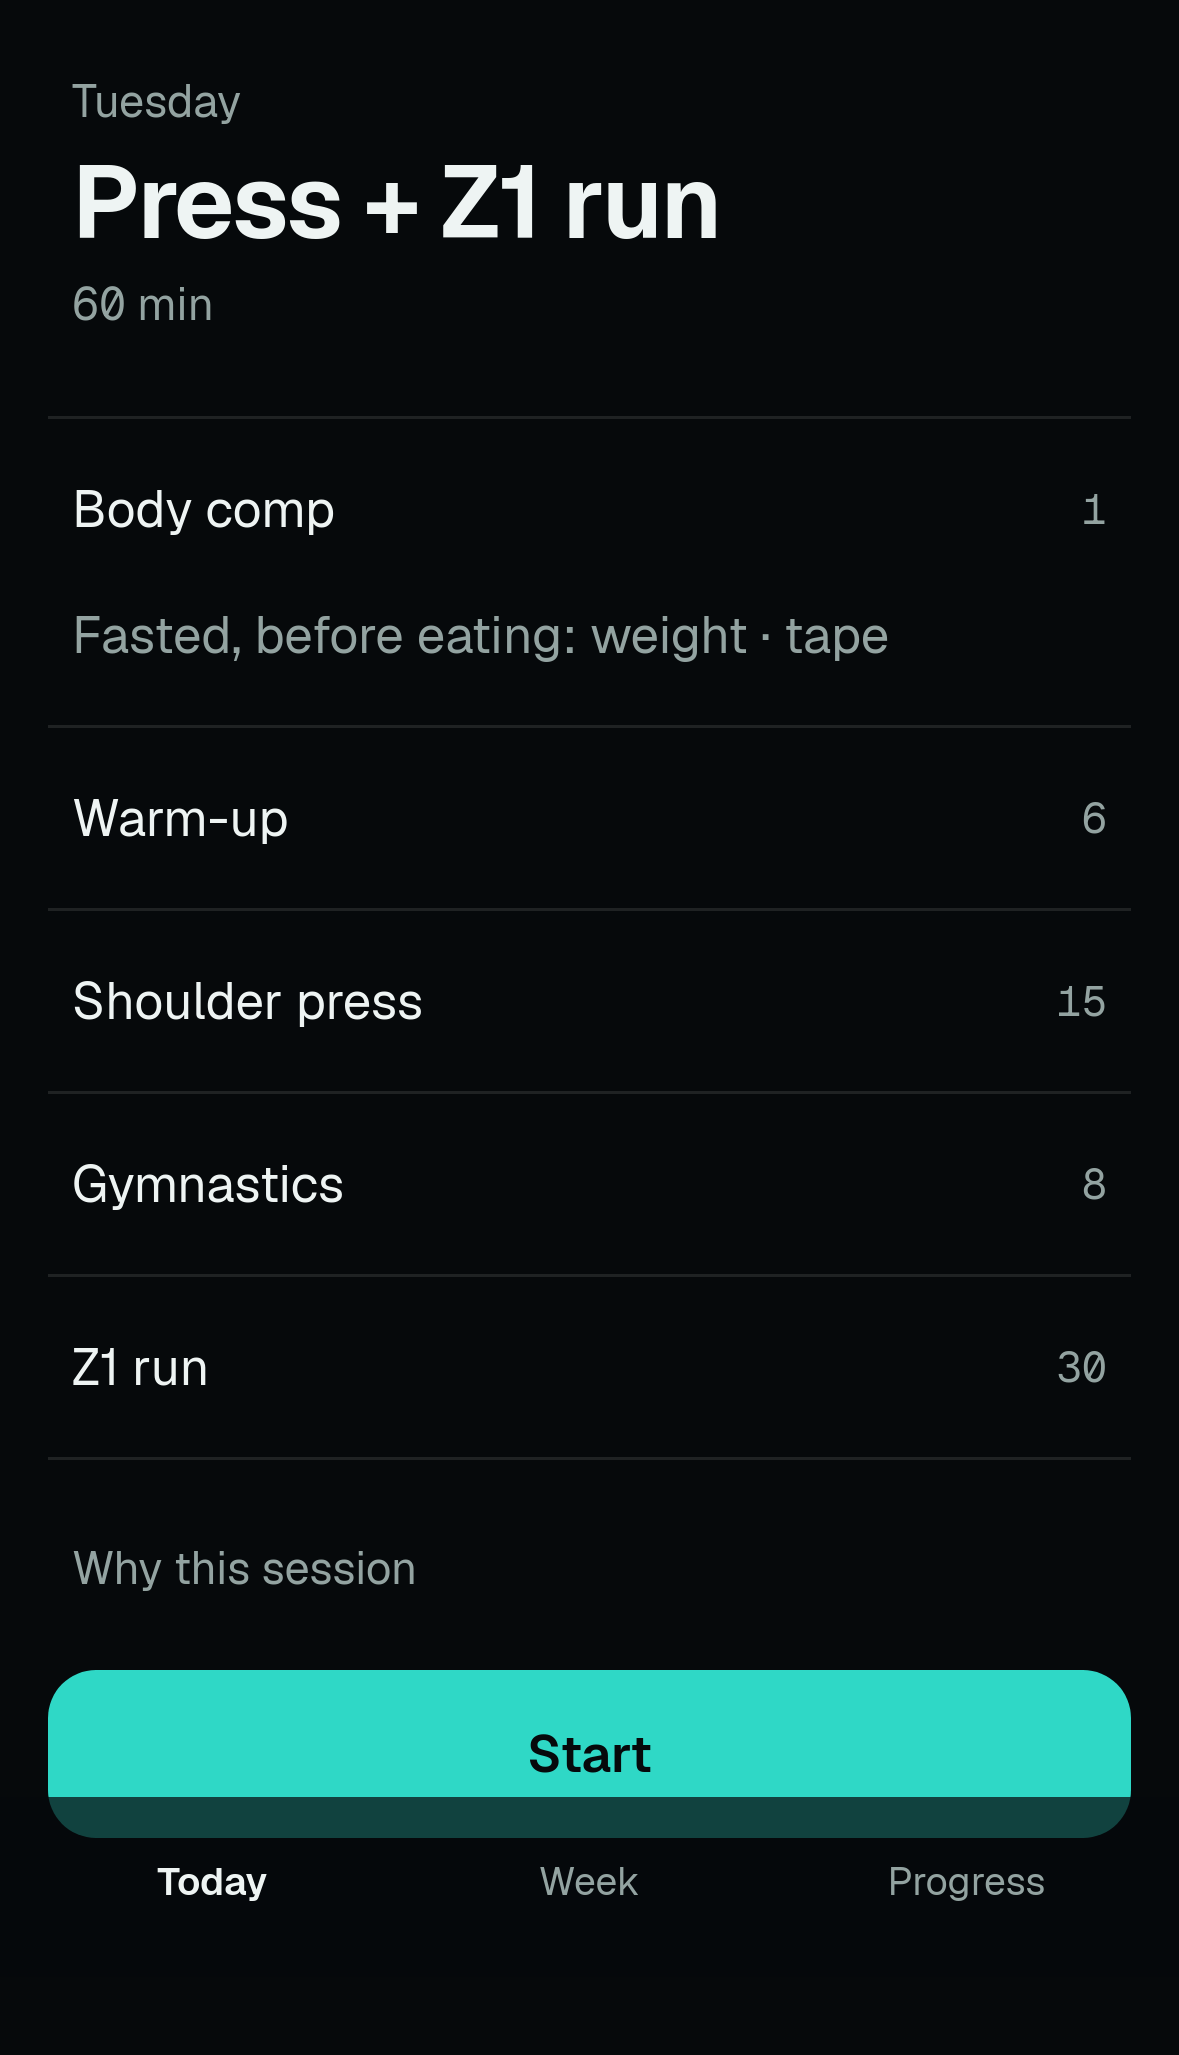 Tuesday
Press + Z1 run
60 min
Body comp 1
Fasted, before eating: weight · tape
Warm-up 6
Shoulder press 15
Gymnastics 8
Z1 run 30
Why this session
Start
Today Week Progress